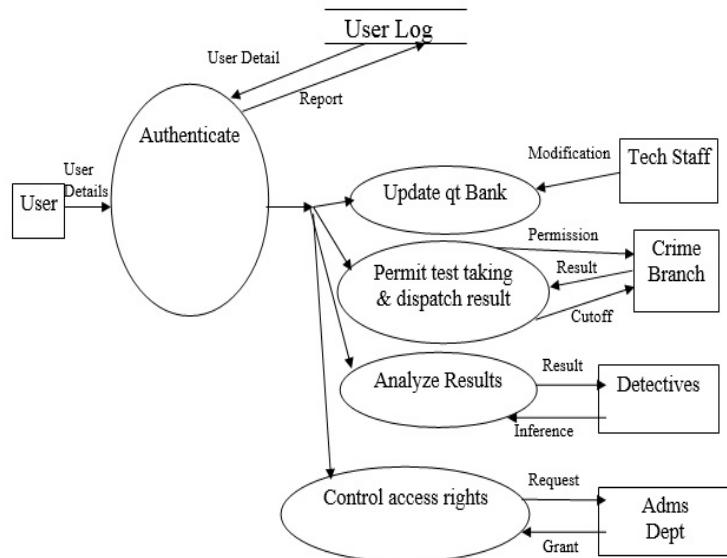 User Log
User Detail
Report
Authenticate
User
Details
User
Modification
Tech Staff
Update qt Bank
Permission
Crime
Branch
Permit test taking
& dispatch result
Result
Cutoff
Analyze Results
Result
Detectives
Inference
Control access rights
Request
Adms
Dept
Grant